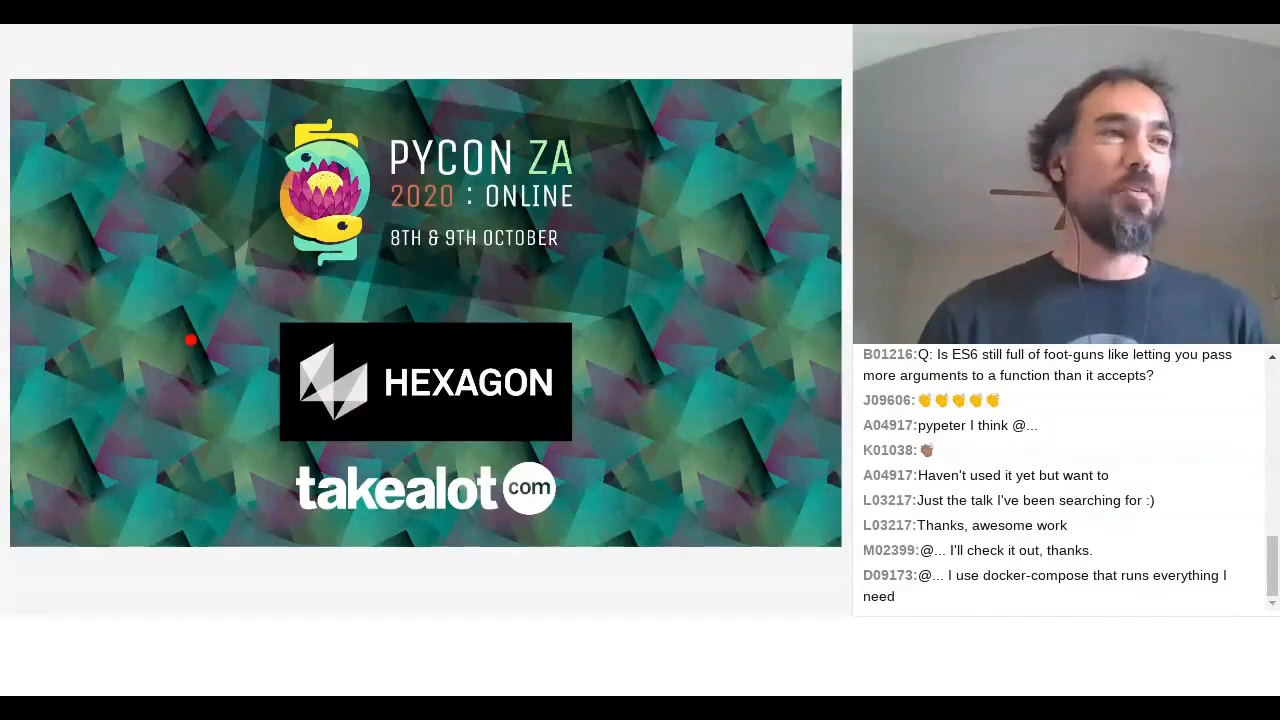 PYCON ZA
2020 : ONLINE
8TH & 9TH OCTOBER
HEXAGON
takealot com
B01216:Q: Is ES6 still full of foot-guns like letting you pass
more arguments to a function than it accepts?
J09606:👏👏👏👏👏
A04917:pypeter I think @...
K01038:👏🏽
A04917:Haven't used it yet but want to
L03217:Just the talk I've been searching for :)
L03217:Thanks, awesome work
M02399:@... I'll check it out, thanks.
D09173:@... I use docker-compose that runs everything I
need